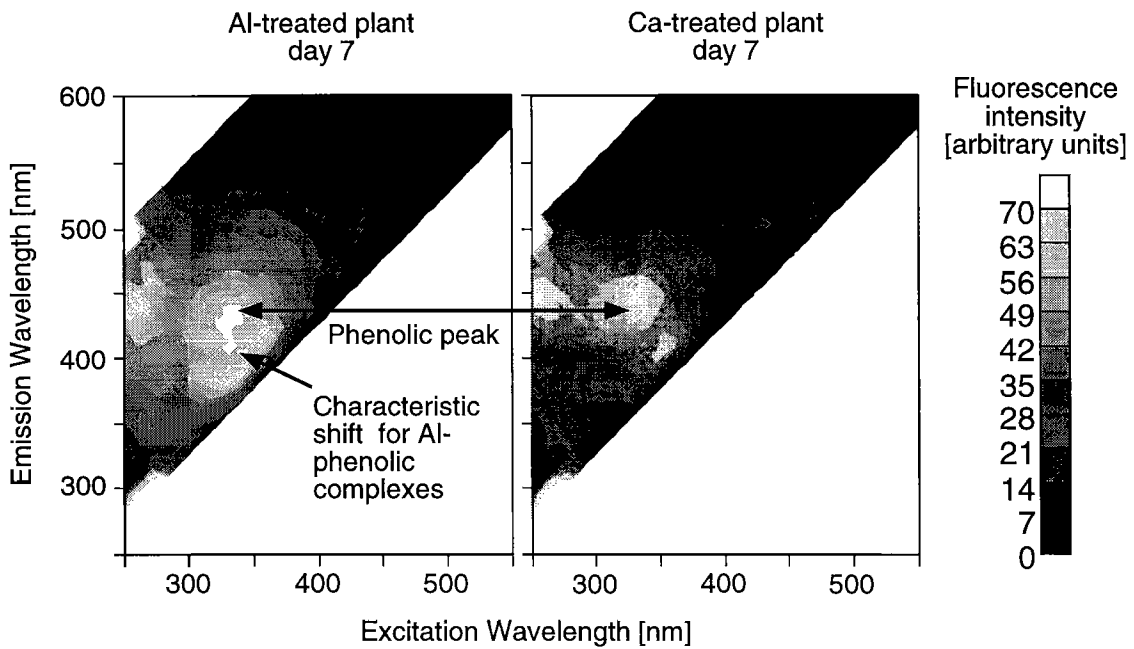 Al-treated plant
day 7
Ca-treated plant
day 7
Fluorescence
intensity
[arbitrary units]
70
63
56
49
42
35
28
21
14
7
0
Emission Wavelength [nm]
600
500
400
300
Phenolic peak
Characteristic
shift for Al-
phenolic
complexes
300
400
500
300
400
500
Excitation Wavelength [nm]